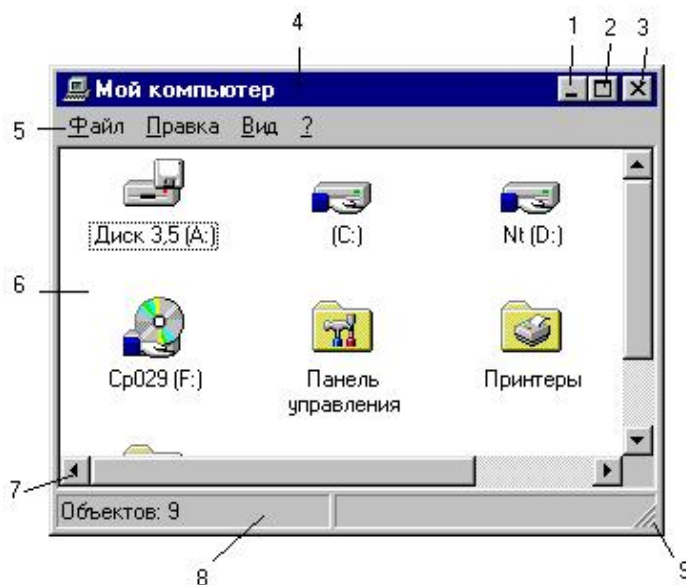 4 1 2 3
Мой компьютер
5 Файл Правка Вид ?
Диск 3,5 (A:) (C:) Nt (D:)
6
Cp029 (F:) Панель управления Принтеры
7
Объектов: 9
8 9